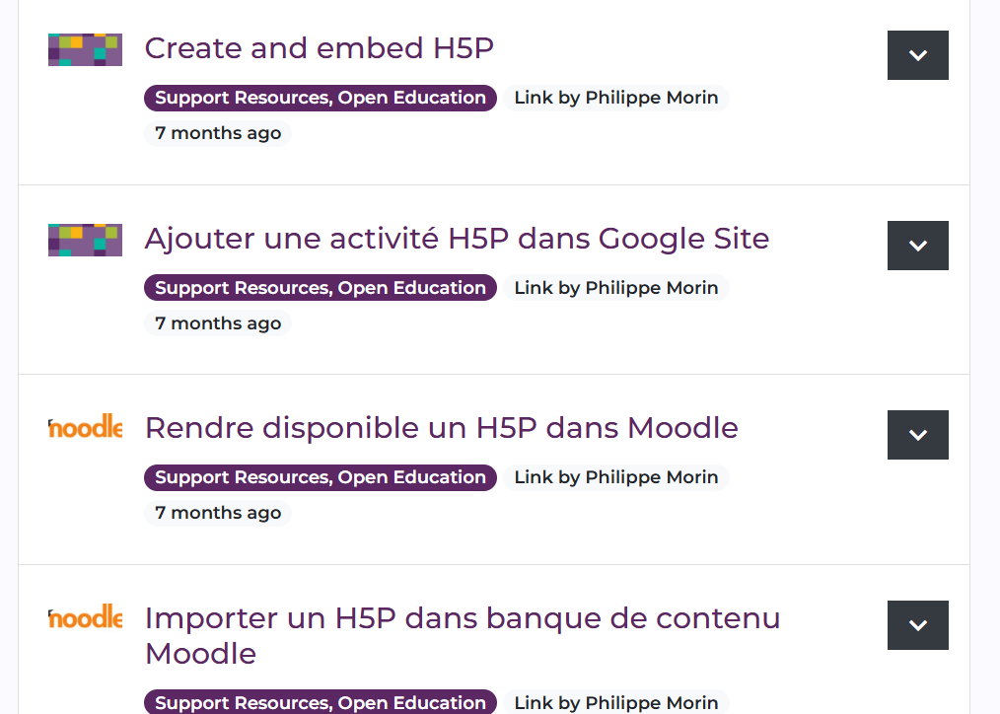 Create and embed H5P
Support Resources, Open Education Link by Philippe Morin
7 months ago
Ajouter une activité H5P dans Google Site
Support Resources, Open Education Link by Philippe Morin
7 months ago
moodle Rendre disponible un H5P dans Moodle
Support Resources, Open Education Link by Philippe Morin
7 months ago
moodle Importer un H5P dans banque de contenu
Moodle
Support Resources, Open Education Link by Philippe Morin